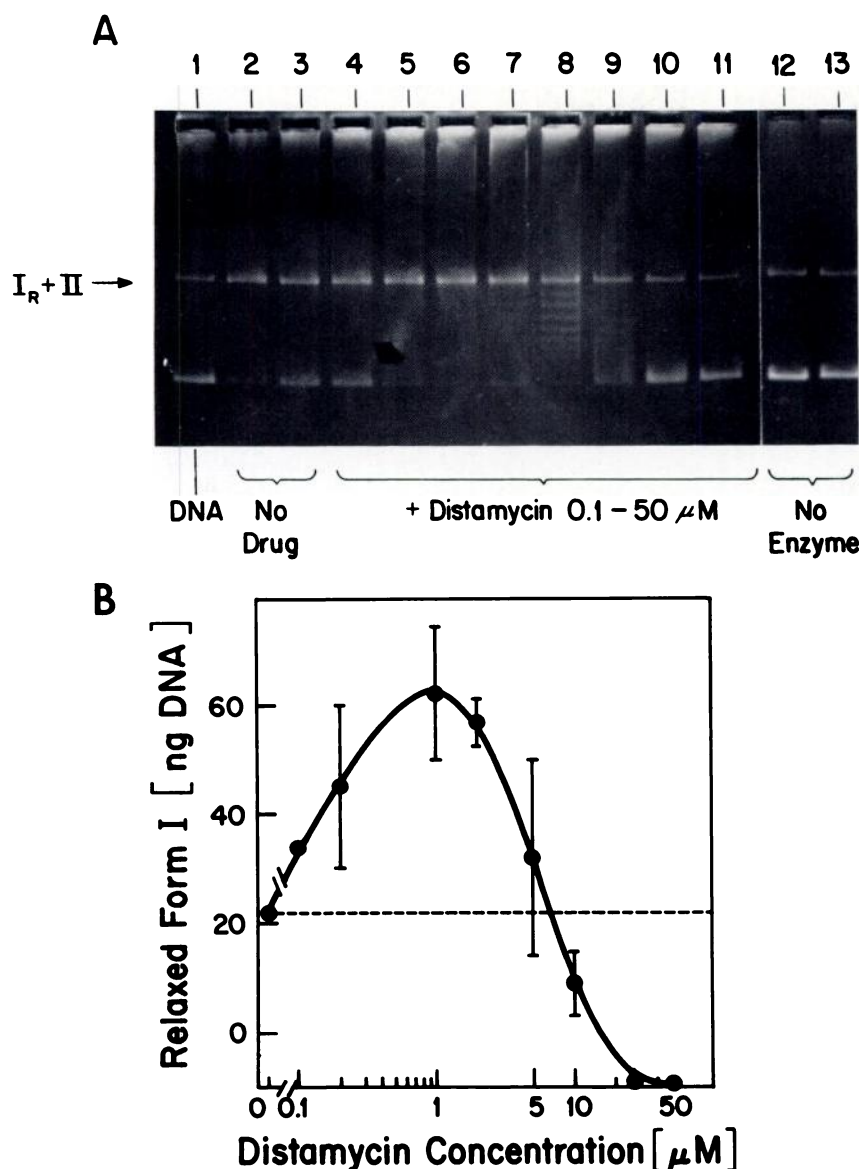 A
1 2 3 4 5 6 7 8 9 10 11 12 13
I_R + II →
DNA No Drug + Distamycin 0.1 – 50 μM No Enzyme
B
Relaxed Form I [ng DNA]
60
40
20
0
0 0.1 1 5 10 50
Distamycin Concentration [μM]